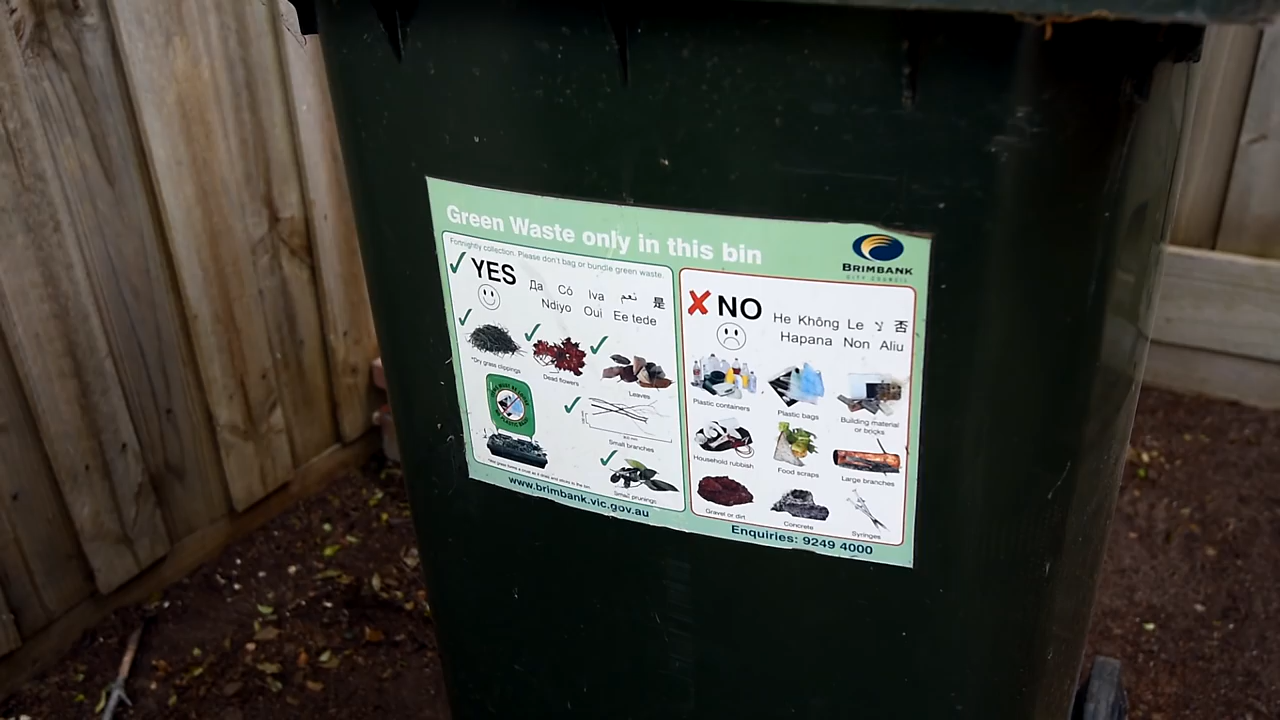 Green Waste only in this bin
BRIMBANK
CITY COUNCIL
Fortnightly collection. Please don't bag or bundle green waste.
YES
Да Có Iva نعم 是
Ndiyo Oui Ee tede
*Dry grass clippings
Dead flowers
Leaves
Small branches
Small prunings
NO
Не Không Le لا 否
Hapana Non Aliu
Plastic containers
Plastic bags
Building material
or bricks
Household rubbish
Food scraps
Large branches
Gravel or dirt
Concrete
Syringes
www.brimbank.vic.gov.au
Enquiries: 9249 4000